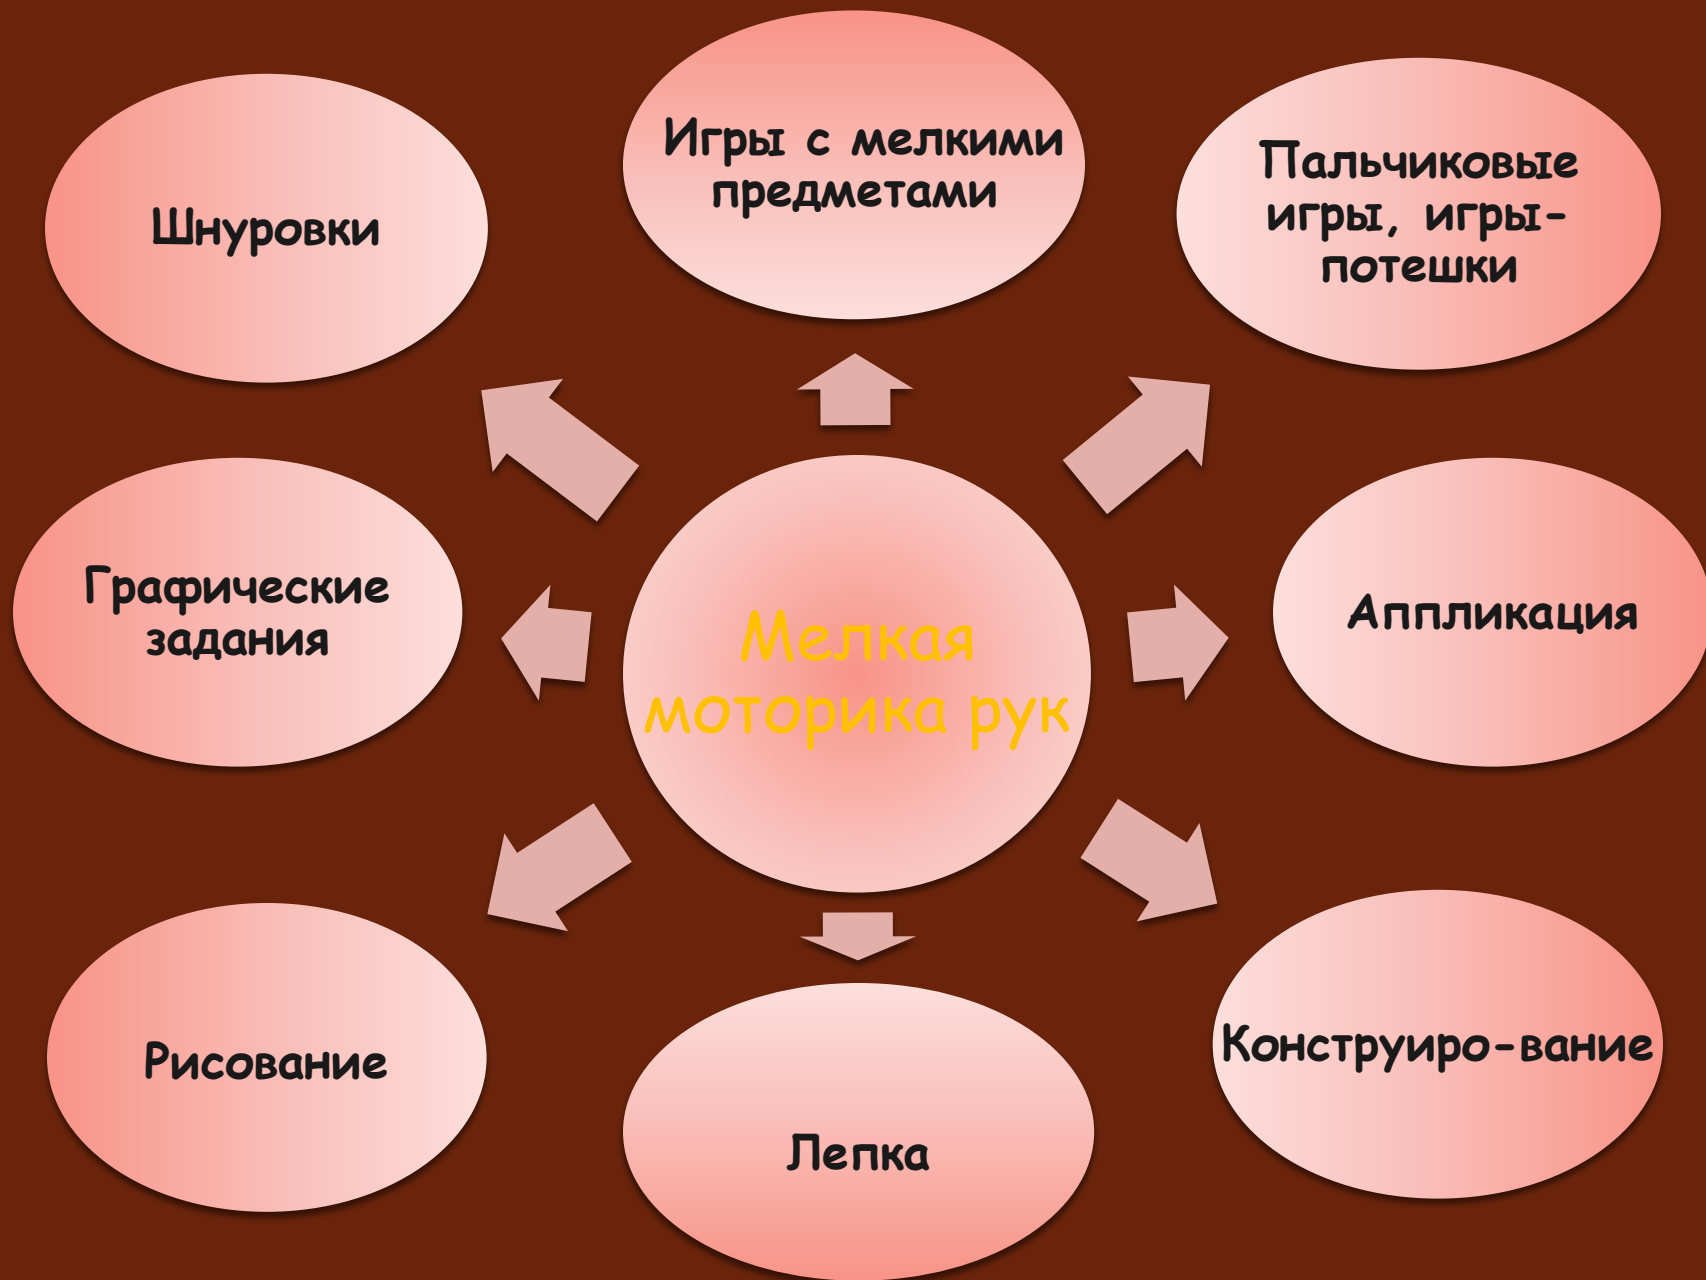 Игры с мелкими
предметами
Пальчиковые
игры, игры-
потешки
Шнуровки
Графические
задания
Аппликация
Мелкая
моторика рук
Рисование
Конструиро-вание
Лепка